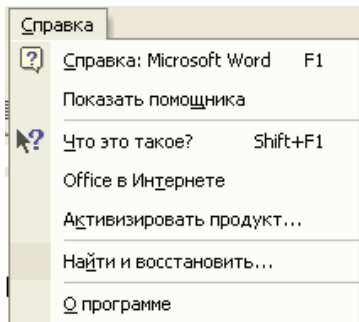 Справка
Справка: Microsoft Word F1
Показать помощника
Что это такое? Shift+F1
Office в Интернете
Активизировать продукт...
Найти и восстановить...
О программе